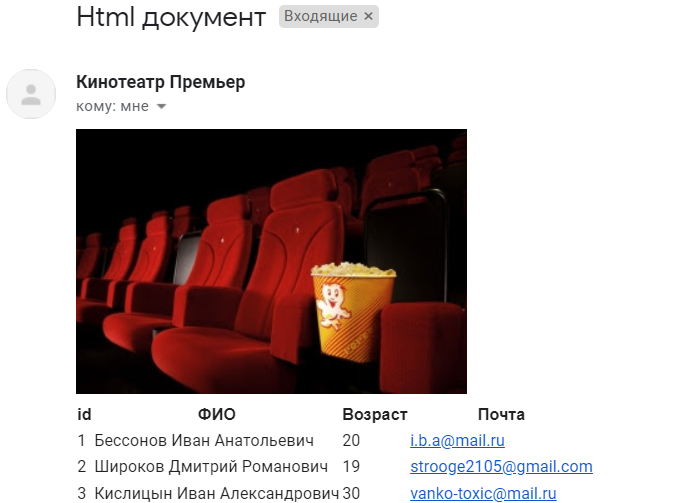 Html документ Входящие ×
Кинотеатр Премьер
кому: мне
id ФИО Возраст Почта
1 Бессонов Иван Анатольевич 20 i.b.a@mail.ru
2 Широков Дмитрий Романович 19 strooge2105@gmail.com
3 Кислицын Иван Александрович 30 vanko-toxic@mail.ru